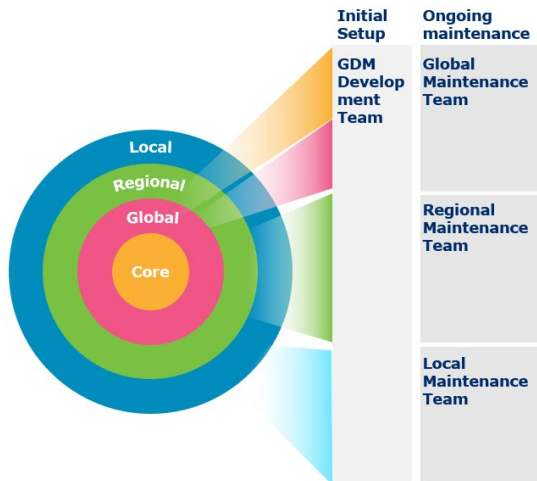 Initial
Setup
Ongoing
maintenance
GDM
Develop
ment
Team
Global
Maintenance
Team
Regional
Maintenance
Team
Local
Maintenance
Team
Local
Regional
Global
Core